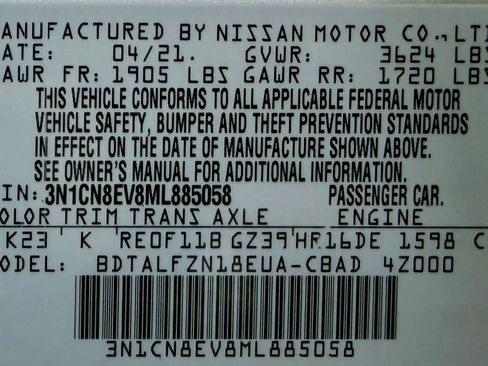 ANUFACTURED BY NISSAN MOTOR CO., LT
ATE: 04/21. GVWR: 3624 LBS
AWR FR: 1905 LBS GAWR RR: 1720 LBS
THIS VEHICLE CONFORMS TO ALL APPLICABLE FEDERAL MOTOR
VEHICLE SAFETY, BUMPER AND THEFT PREVENTION STANDARDS
IN EFFECT ON THE DATE OF MANUFACTURE SHOWN ABOVE.
SEE OWNER'S MANUAL FOR ADDITIONAL INFORMATION.
IN: 3N1CN8EV8ML885058 PASSENGER CAR.
OLOR TRIM TRANS AXLE ENGINE
K23 K RE0F11B GZ39 HR16DE 1598 C
ODEL: BDTALFZN18EUA-CBAD 4Z000
3N1CN8EV8ML885058